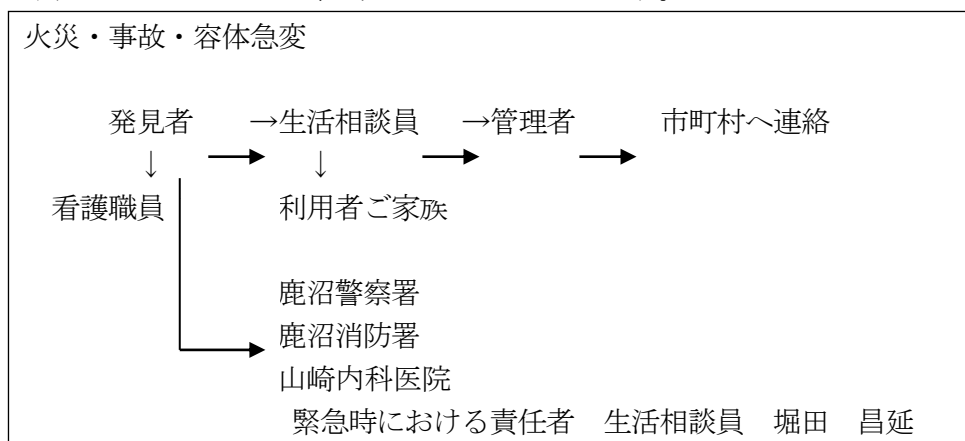 火災・事故・容体急変
発見者 →生活相談員 →管理者 市町村へ連絡
↓ ↓
看護職員 利用者ご家族
鹿沼警察署
鹿沼消防署
山崎内科医院
緊急時における責任者 生活相談員 堀田 昌延